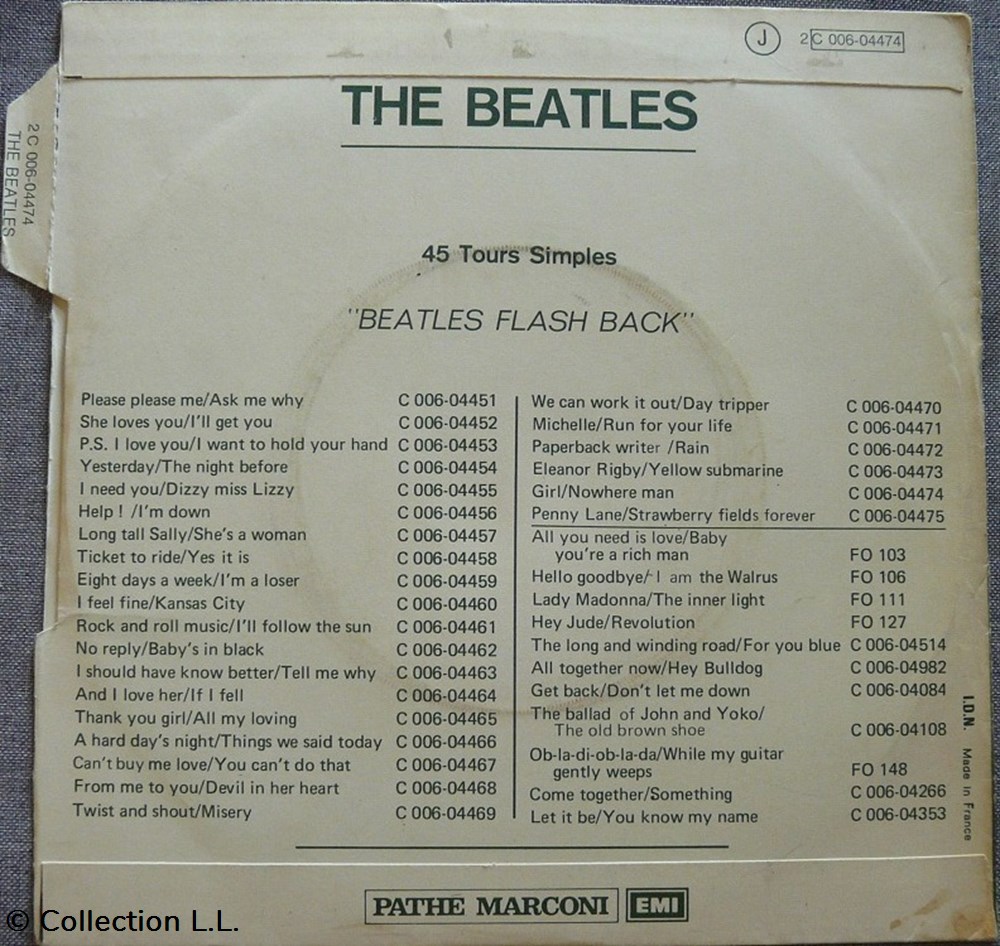 J 2 C 006-04474
2 C 006-04474
THE BEATLES
THE BEATLES
45 Tours Simples
"BEATLES FLASH BACK"
Please please me/Ask me why C 006-04451
She loves you/I'll get you C 006-04452
P.S. I love you/I want to hold your hand C 006-04453
Yesterday/The night before C 006-04454
I need you/Dizzy miss Lizzy C 006-04455
Help ! /I'm down C 006-04456
Long tall Sally/She's a woman C 006-04457
Ticket to ride/Yes it is C 006-04458
Eight days a week/I'm a loser C 006-04459
I feel fine/Kansas City C 006-04460
Rock and roll music/I'll follow the sun C 006-04461
No reply/Baby's in black C 006-04462
I should have know better/Tell me why C 006-04463
And I love her/If I fell C 006-04464
Thank you girl/All my loving C 006-04465
A hard day's night/Things we said today C 006-04466
Can't buy me love/You can't do that C 006-04467
From me to you/Devil in her heart C 006-04468
Twist and shout/Misery C 006-04469
We can work it out/Day tripper C 006-04470
Michelle/Run for your life C 006-04471
Paperback writer /Rain C 006-04472
Eleanor Rigby/Yellow submarine C 006-04473
Girl/Nowhere man C 006-04474
Penny Lane/Strawberry fields forever C 006-04475
All you need is love/Baby
you're a rich man FO 103
Hello goodbye/I am the Walrus FO 106
Lady Madonna/The inner light FO 111
Hey Jude/Revolution FO 127
The long and winding road/For you blue C 006-04514
All together now/Hey Bulldog C 006-04982
Get back/Don't let me down C 006-04084
The ballad of John and Yoko/
The old brown shoe C 006-04108
Ob-la-di-ob-la-da/While my guitar
gently weeps FO 148
Come together/Something C 006-04266
Let it be/You know my name C 006-04353
I.D.N. Made in France
PATHE MARCONI EMI
© Collection L.L.